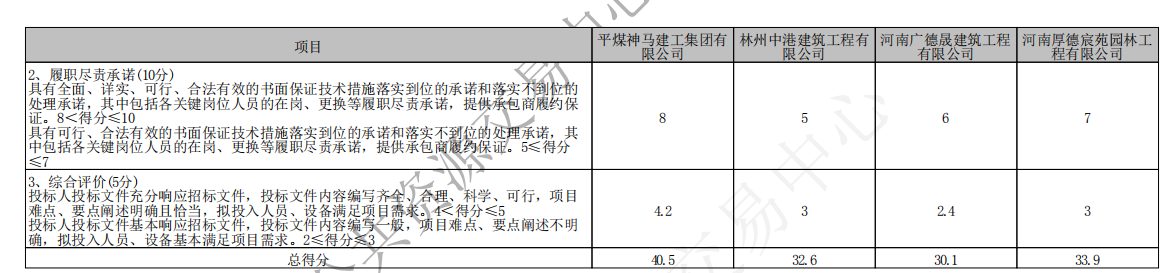 项目
平煤神马建工集团有限公司
林州中港建筑工程有限公司
河南广德晟建筑工程有限公司
河南厚德宸苑园林工程有限公司
2、履职尽责承诺(10分)
具有全面、详实、可行、合法有效的书面保证技术措施落实到位的承诺和落实不到位的
处理承诺，其中包括各关键岗位人员的在岗、更换等履职尽责承诺，提供承包商履约保
证。8＜得分≤10
具有可行、合法有效的书面保证技术措施落实到位的承诺和落实不到位的处理承诺，其
中包括各关键岗位人员的在岗、更换等履职尽责承诺，提供承包商履约保证。5≤得分
≤7
8
5
6
7
3、综合评价(5分)
投标人投标文件充分响应招标文件，投标文件内容编写齐全、合理、科学、可行，项目
难点、要点阐述明确且恰当，拟投入人员、设备满足项目需求。4＜得分≤5
投标人投标文件基本响应招标文件，投标文件内容编写一般，项目难点、要点阐述不明
确，拟投入人员、设备基本满足项目需求。2≤得分≤3
4.2
3
2.4
3
总得分
40.5
32.6
30.1
33.9
共资源交易中心
易中心